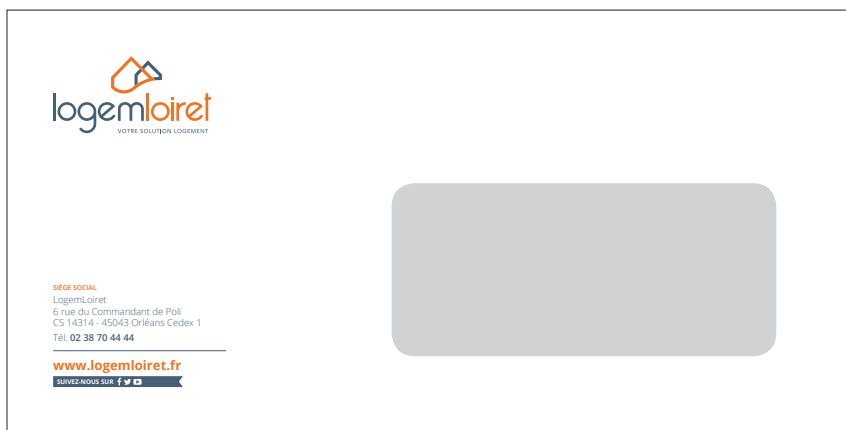 logemloiret
VOTRE SOLUTION LOGEMENT
SIÈGE SOCIAL
LogemLoiret
6 rue du Commandant de Poli
CS 14314 - 45043 Orléans Cedex 1
Tél. 02 38 70 44 44
www.logemloiret.fr
SUIVEZ-NOUS SUR